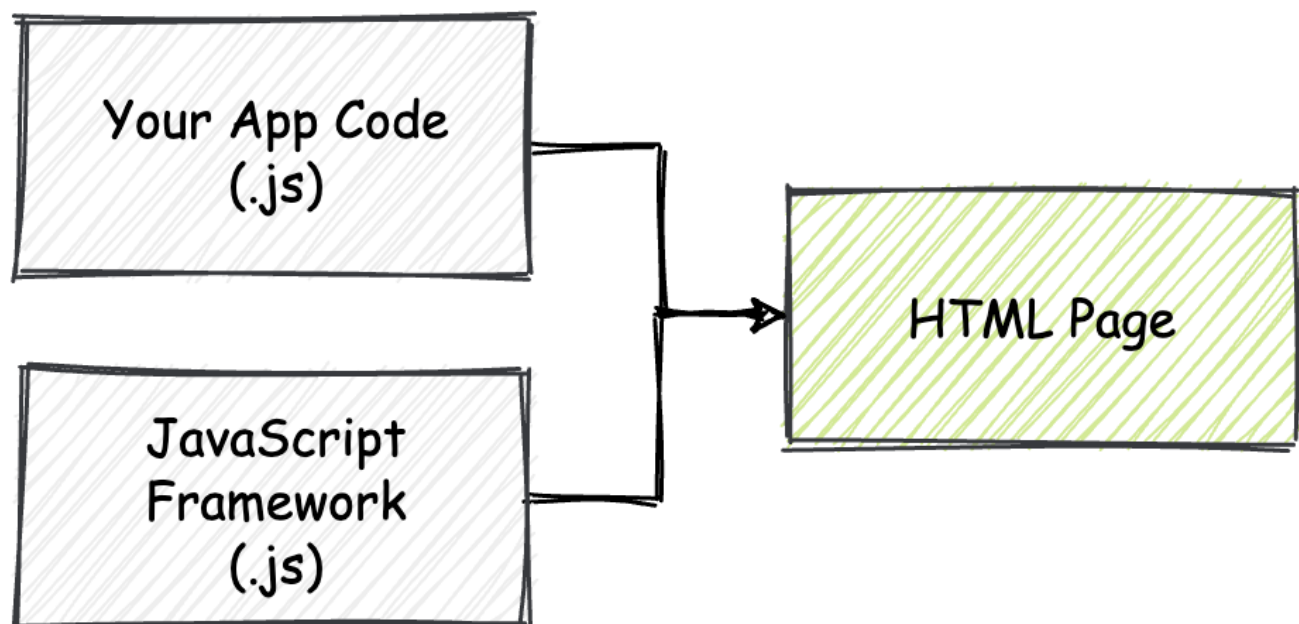 Your App Code
(.js)
JavaScript
Framework
(.js)
HTML Page